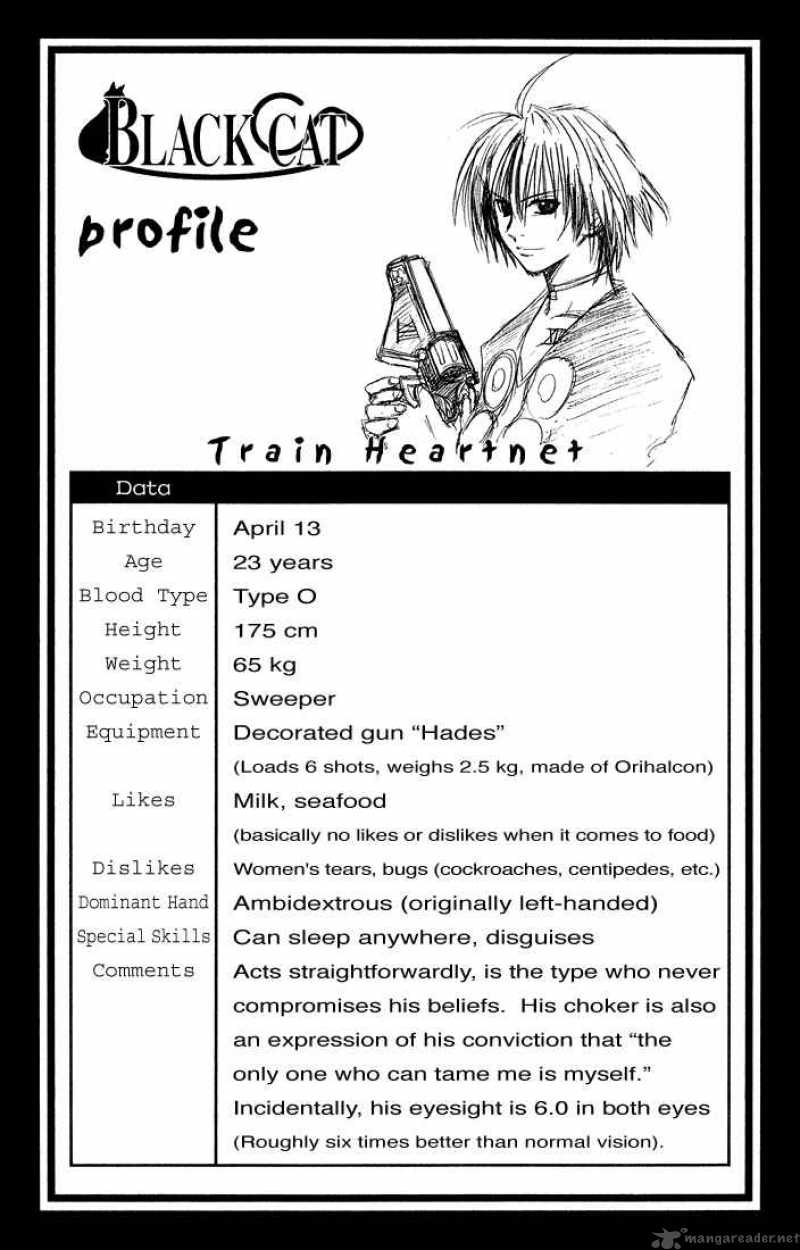 BLACK CAT
profile
XIII
Train Heartnet
Data
Birthday April 13
Age 23 years
Blood Type Type O
Height 175 cm
Weight 65 kg
Occupation Sweeper
Equipment Decorated gun “Hades”
(Loads 6 shots, weighs 2.5 kg, made of Orihalcon)
Likes Milk, seafood
(basically no likes or dislikes when it comes to food)
Dislikes Women's tears, bugs (cockroaches, centipedes, etc.)
Dominant Hand Ambidextrous (originally left-handed)
Special Skills Can sleep anywhere, disguises
Comments Acts straightforwardly, is the type who never
compromises his beliefs. His choker is also
an expression of his conviction that “the
only one who can tame me is myself.”
Incidentally, his eyesight is 6.0 in both eyes
(Roughly six times better than normal vision).
mangareader.net